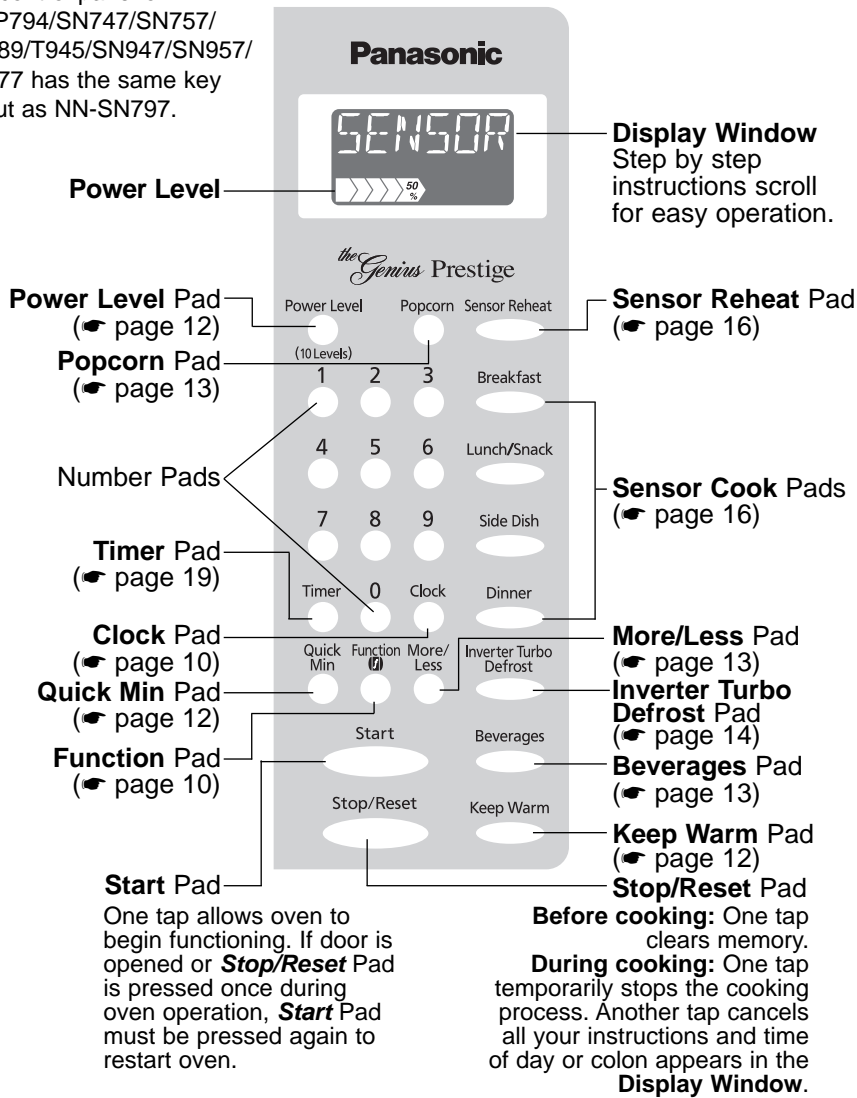 P794/SN747/SN757/
89/T945/SN947/SN957/
77 has the same key
ut as NN-SN797.
Panasonic
SENSOR
50
%
Power Level
Display Window
Step by step
instructions scroll
for easy operation.
the Genius Prestige
Power Level Pad
(☛ page 12)
Popcorn Pad
(☛ page 13)
Number Pads
Timer Pad
(☛ page 19)
Clock Pad
(☛ page 10)
Quick Min Pad
(☛ page 12)
Function Pad
(☛ page 10)
Power Level Popcorn Sensor Reheat
(10 Levels)
1 2 3 Breakfast
4 5 6 Lunch/Snack
7 8 9 Side Dish
Timer 0 Clock Dinner
Quick Function More/ Inverter Turbo
Min Less Defrost
Start Beverages
Stop/Reset Keep Warm
Sensor Reheat Pad
(☛ page 16)
Sensor Cook Pads
(☛ page 16)
More/Less Pad
(☛ page 13)
Inverter Turbo
Defrost Pad
(☛ page 14)
Beverages Pad
(☛ page 13)
Keep Warm Pad
(☛ page 12)
Start Pad
One tap allows oven to
begin functioning. If door is
opened or Stop/Reset Pad
is pressed once during
oven operation, Start Pad
must be pressed again to
restart oven.
Stop/Reset Pad
Before cooking: One tap
clears memory.
During cooking: One tap
temporarily stops the cooking
process. Another tap cancels
all your instructions and time
of day or colon appears in the
Display Window.